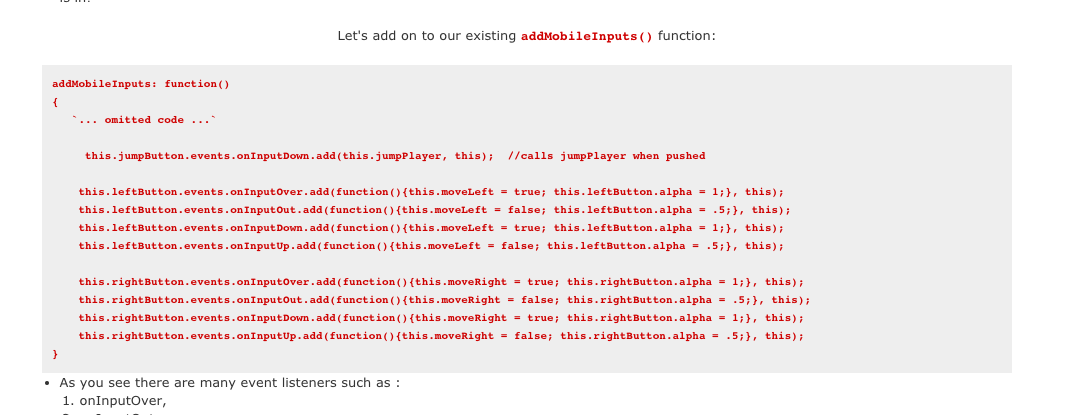 Let's add on to our existing addMobileInputs() function:
addMobileInputs: function()
{
`... omitted code ...`
this.jumpButton.events.onInputDown.add(this.jumpPlayer, this);  //calls jumpPlayer when pushed
this.leftButton.events.onInputOver.add(function(){this.moveLeft = true; this.leftButton.alpha = 1;}, this);
this.leftButton.events.onInputOut.add(function(){this.moveLeft = false; this.leftButton.alpha = .5;}, this);
this.leftButton.events.onInputDown.add(function(){this.moveLeft = true; this.leftButton.alpha = 1;}, this);
this.leftButton.events.onInputUp.add(function(){this.moveLeft = false; this.leftButton.alpha = .5;}, this);
this.rightButton.events.onInputOver.add(function(){this.moveRight = true; this.rightButton.alpha = 1;}, this);
this.rightButton.events.onInputOut.add(function(){this.moveRight = false; this.rightButton.alpha = .5;}, this);
this.rightButton.events.onInputDown.add(function(){this.moveRight = true; this.rightButton.alpha = 1;}, this);
this.rightButton.events.onInputUp.add(function(){this.moveRight = false; this.rightButton.alpha = .5;}, this);
}
• As you see there are many event listeners such as :
1. onInputOver,